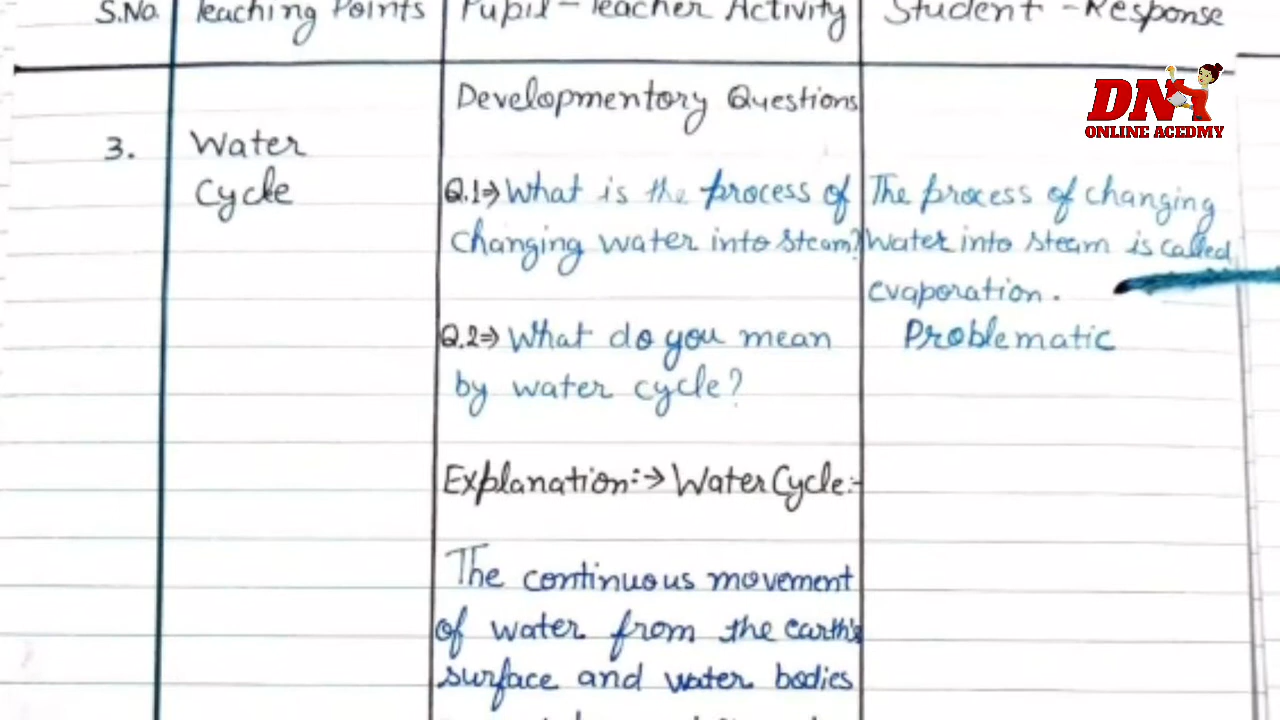 S.No. Teaching Points Pupil-Teacher Activity Student-Response
DNA
ONLINE ACEDMY
Developmentory Questions
3. Water
Cycle
Q.1⇒ What is the process of
changing water into steam?
The process of changing
Water into steam is called
evaporation.
Q.2⇒ What do you mean
by water cycle?
Problematic
Explanation:→ Water Cycle:-
The continuous movement
of water from the earth's
surface and water bodies